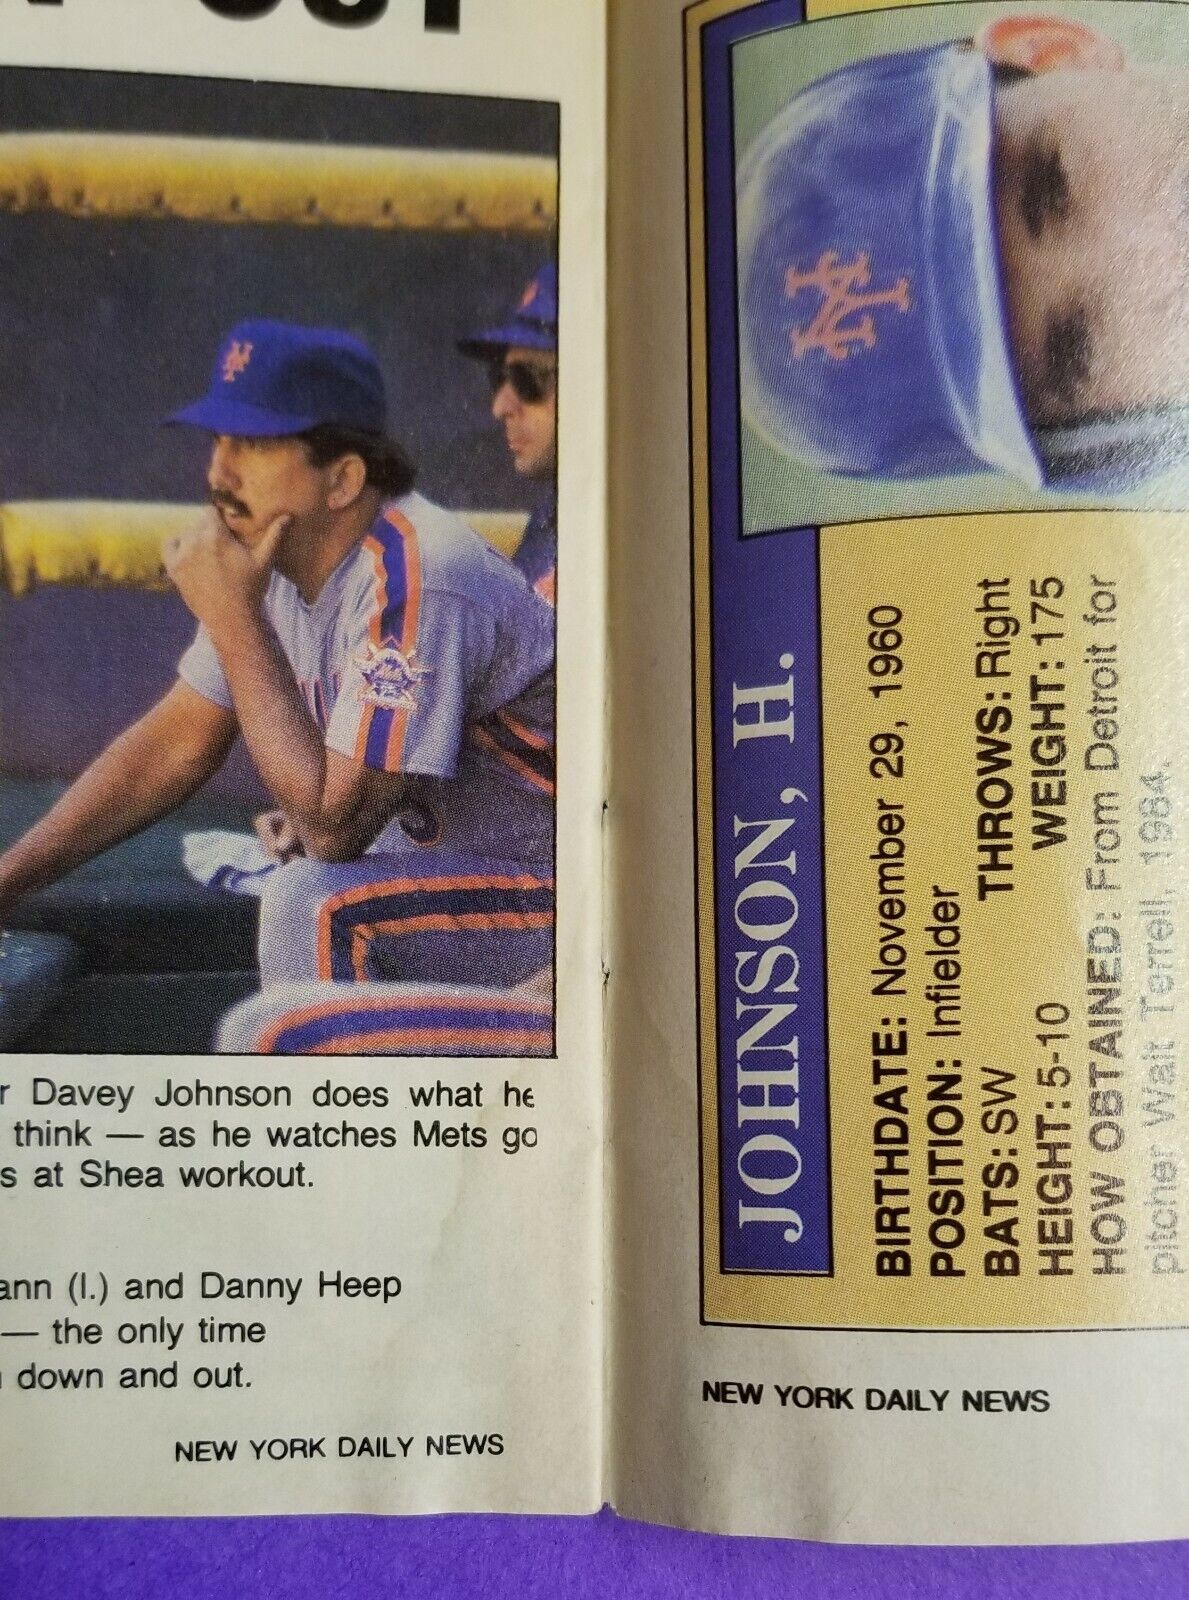 OUT
r Davey Johnson does what he
think — as he watches Mets go
s at Shea workout.
ann (l.) and Danny Heep
— the only time
down and out.
NEW YORK DAILY NEWS
NY
JOHNSON, H.
BIRTHDATE: November 29, 1960
POSITION: Infielder
BATS: SW THROWS: Right
HEIGHT: 5-10 WEIGHT: 175
HOW OBTAINED: From Detroit for
pitcher Walt Terrell, 1984.
NEW YORK DAILY NEWS